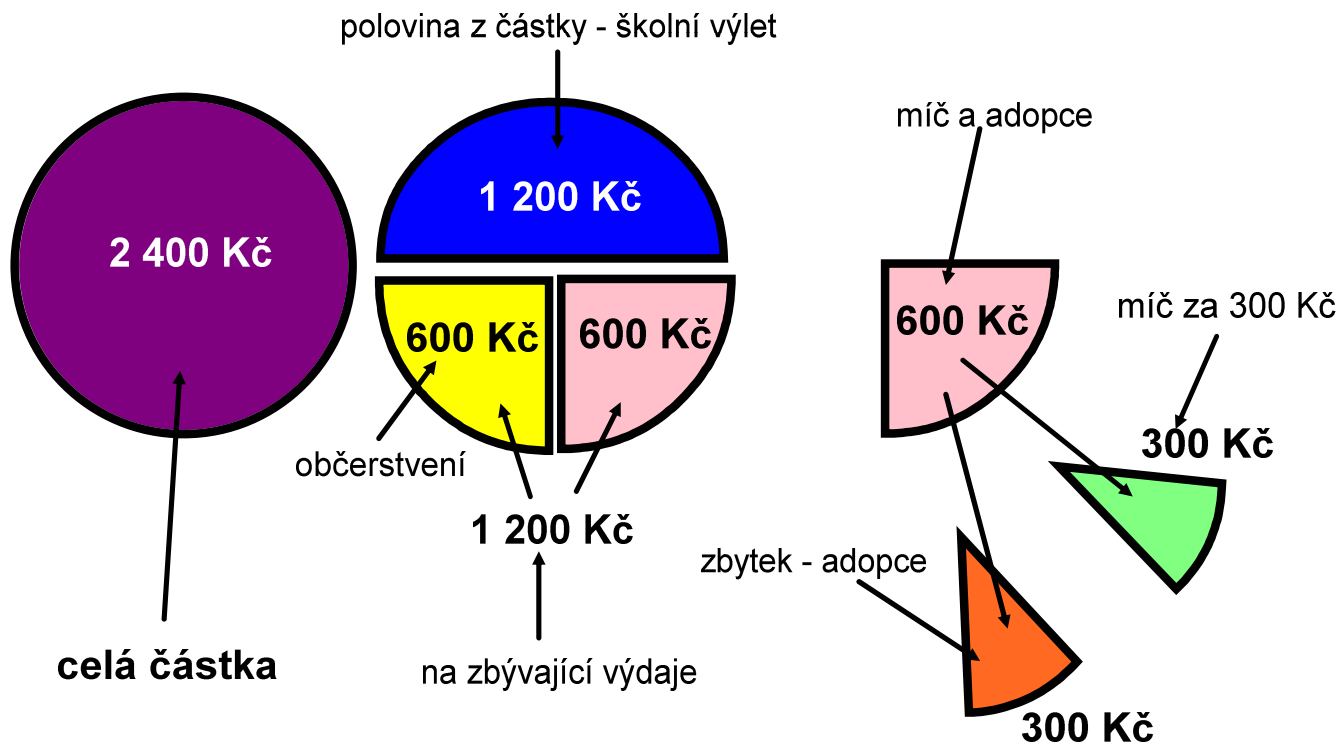 polovina z částky - školní výlet
míč a adopce
1 200 Kč
2 400 Kč
600 Kč
600 Kč
600 Kč
míč za 300 Kč
300 Kč
občerstvení
1 200 Kč
zbytek - adopce
celá částka
na zbývající výdaje
300 Kč